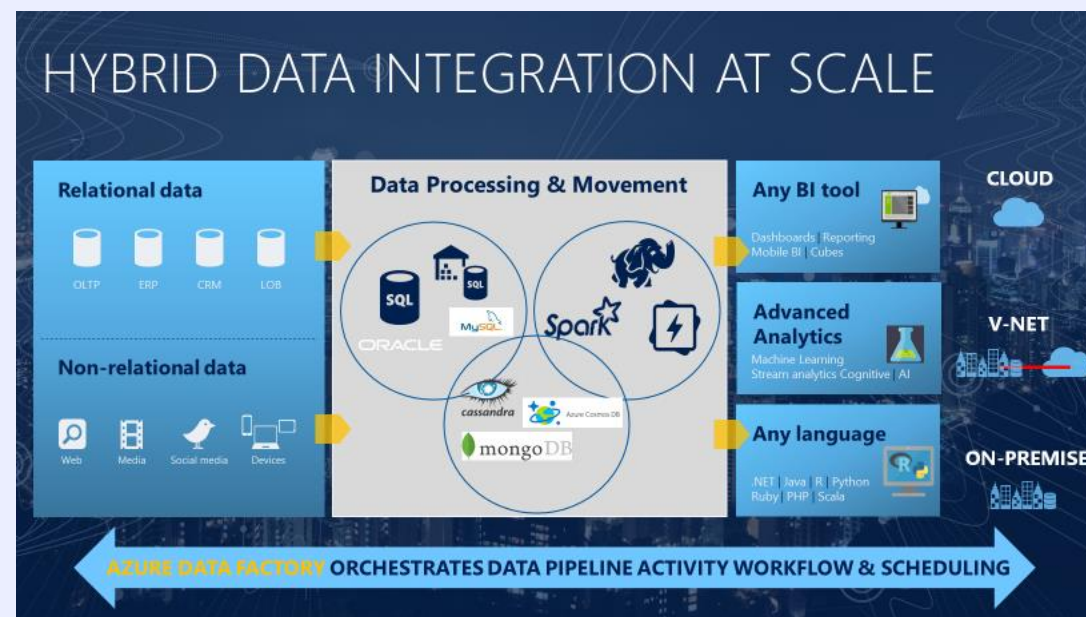 HYBRID DATA INTEGRATION AT SCALE
Relational data
OLTP ERP CRM LOB
Non-relational data
Web Media Social media Devices
Data Processing & Movement
SQL
SQL
MySQL
ORACLE
Spark
cassandra
Azure Cosmos DB
mongoDB
Any BI tool
Dashboards | Reporting
Mobile BI | Cubes
Advanced
Analytics
Machine Learning
Stream analytics Cognitive | AI
Any language
.NET | Java | R | Python
Ruby | PHP | Scala
R
CLOUD
V-NET
ON-PREMISE
AZURE DATA FACTORY ORCHESTRATES DATA PIPELINE ACTIVITY WORKFLOW & SCHEDULING